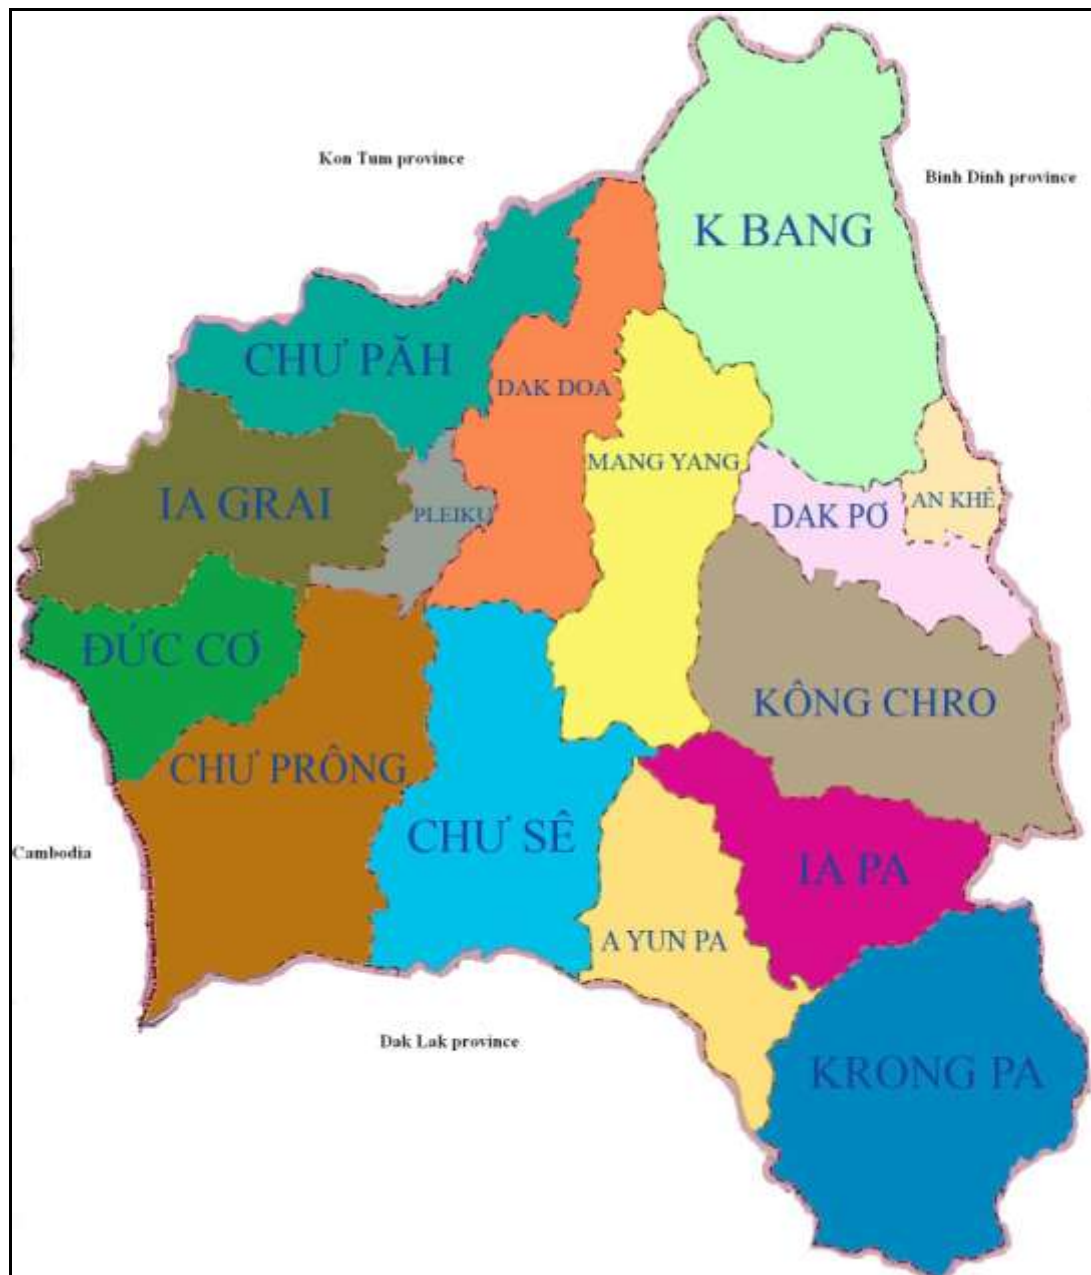 Kon Tum province
Binh Dinh province
K BANG
CHƯ PĂH
DAK DOA
MANG YANG
IA GRAI
PLEIKU
DAK PƠ
AN KHÊ
ĐỨC CƠ
KÔNG CHRO
CHƯ PRÔNG
CHƯ SÊ
Cambodia
IA PA
A YUN PA
Dak Lak province
KRONG PA